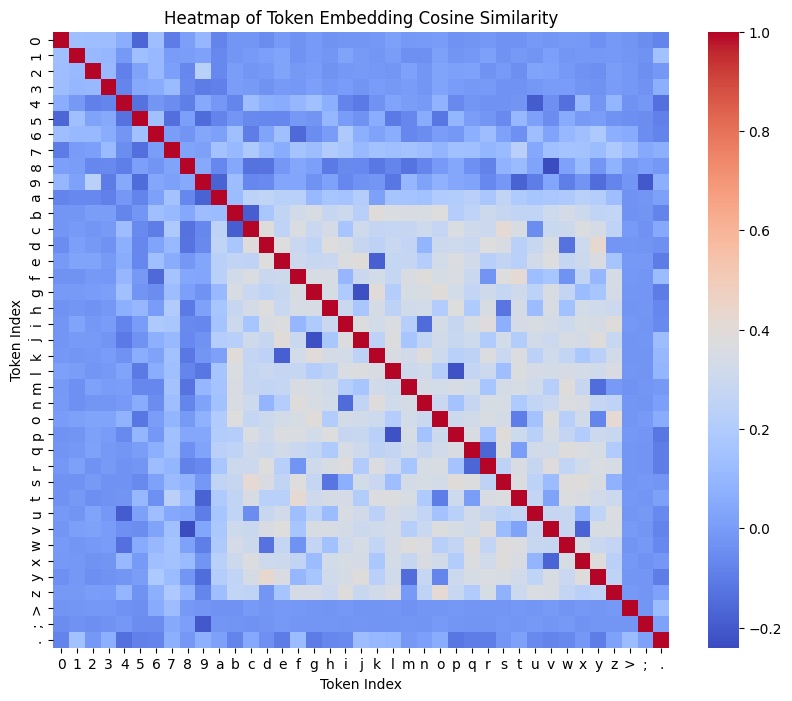 Heatmap of Token Embedding Cosine Similarity
Token Index
0
1
2
3
4
5
6
7
8
9
a
b
c
d
e
f
g
h
i
j
k
l
m
n
o
p
q
r
s
t
u
v
w
x
y
z
>
;
.
0 1 2 3 4 5 6 7 8 9 a b c d e f g h i j k l m n o p q r s t u v w x y z > ; .
Token Index
1.0
0.8
0.6
0.4
0.2
0.0
−0.2